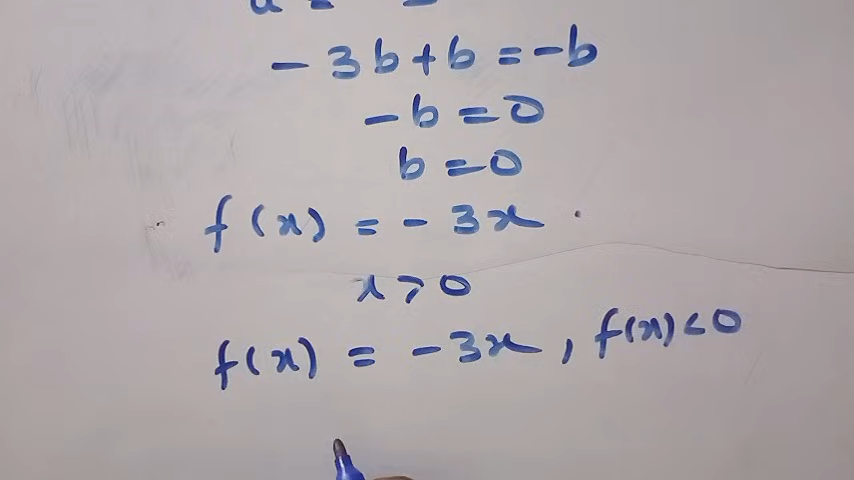 - 3b + b = -b
- b = 0
b = 0
f(x) = - 3x
x > 0
f(x) = - 3x , f(x) < 0